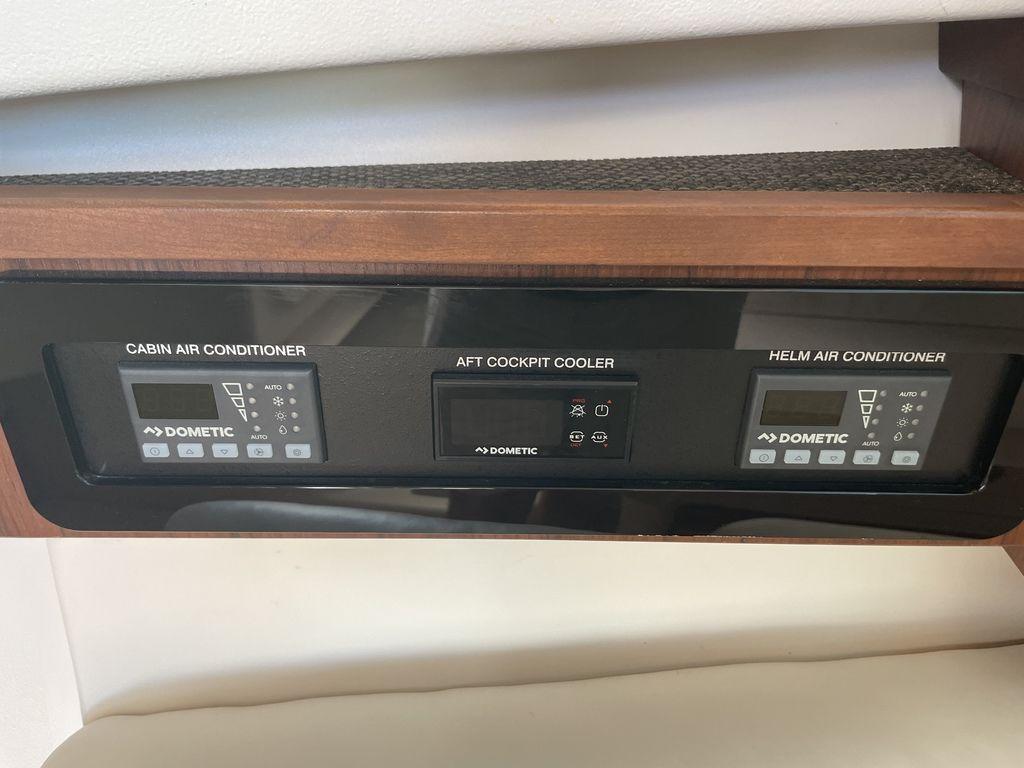 CABIN AIR CONDITIONER
AUTO
DOMETIC
AUTO
AFT COCKPIT COOLER
PRG
SET
AUX
DOMETIC
HELM AIR CONDITIONER
AUTO
DOMETIC
AUTO